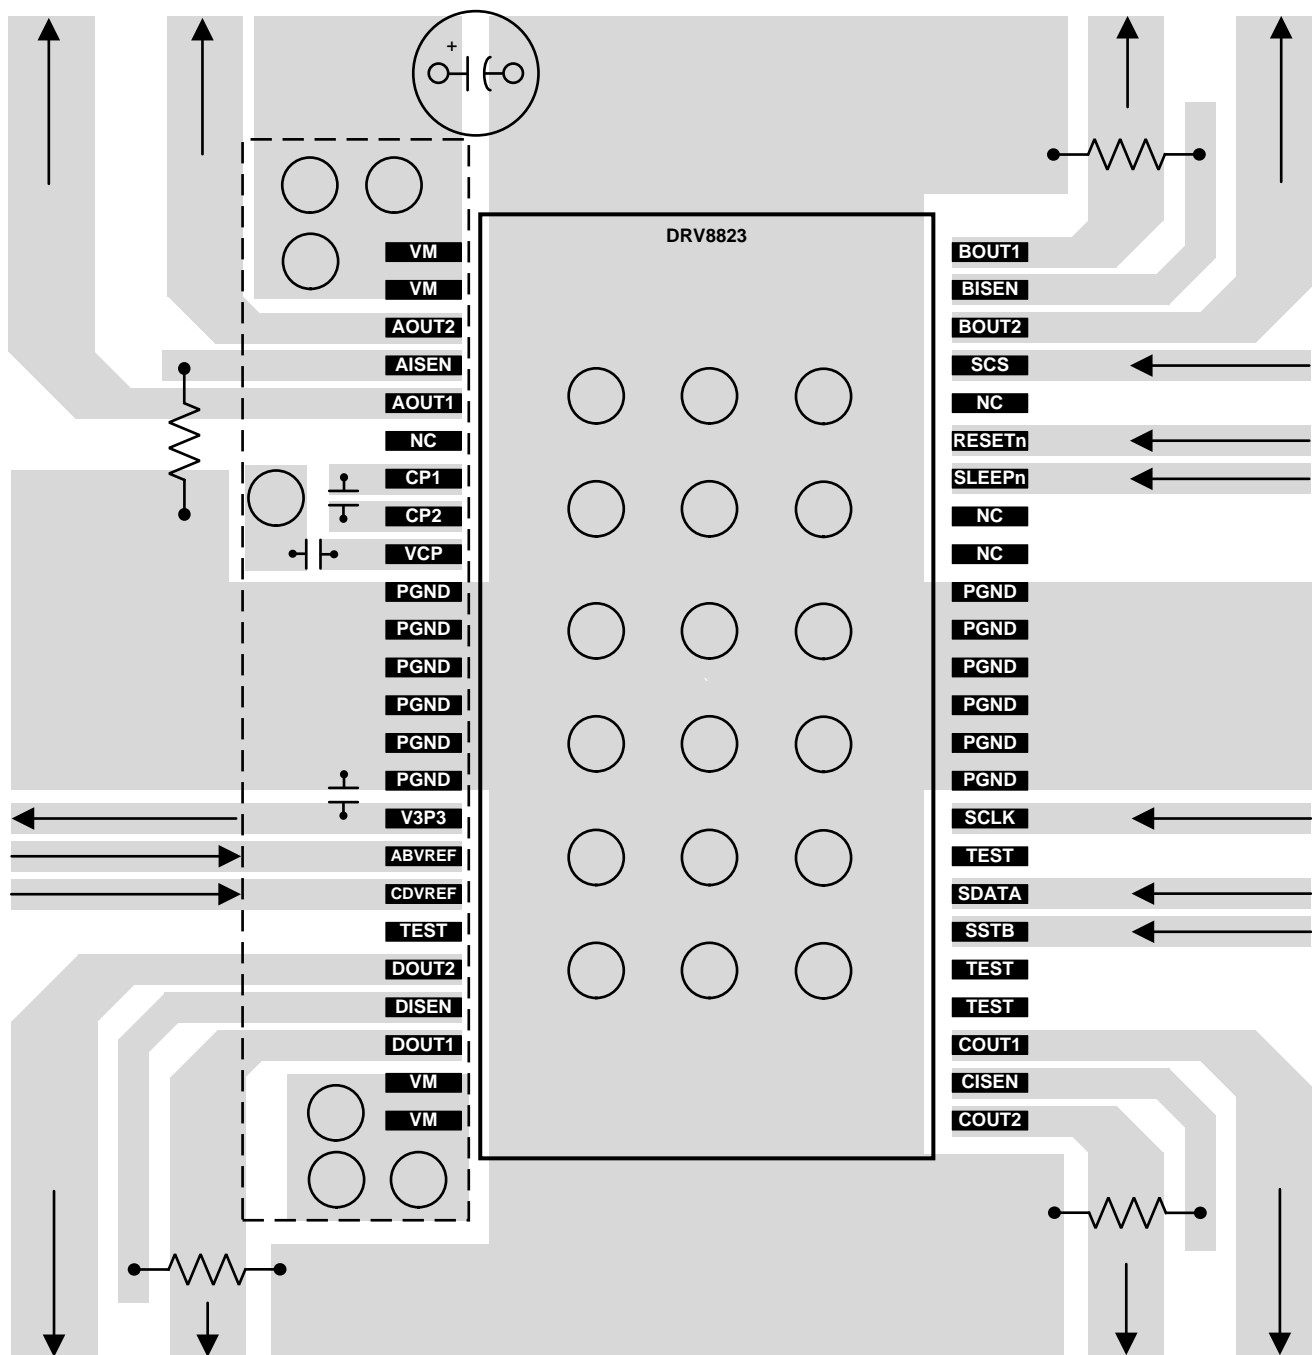 +
DRV8823
VM
VM
AOUT2
AISEN
AOUT1
NC
CP1
CP2
VCP
PGND
PGND
PGND
PGND
PGND
PGND
V3P3
ABVREF
CDVREF
TEST
DOUT2
DISEN
DOUT1
VM
VM
BOUT1
BISEN
BOUT2
SCS
NC
RESETn
SLEEPn
NC
NC
PGND
PGND
PGND
PGND
PGND
PGND
SCLK
TEST
SDATA
SSTB
TEST
TEST
COUT1
CISEN
COUT2